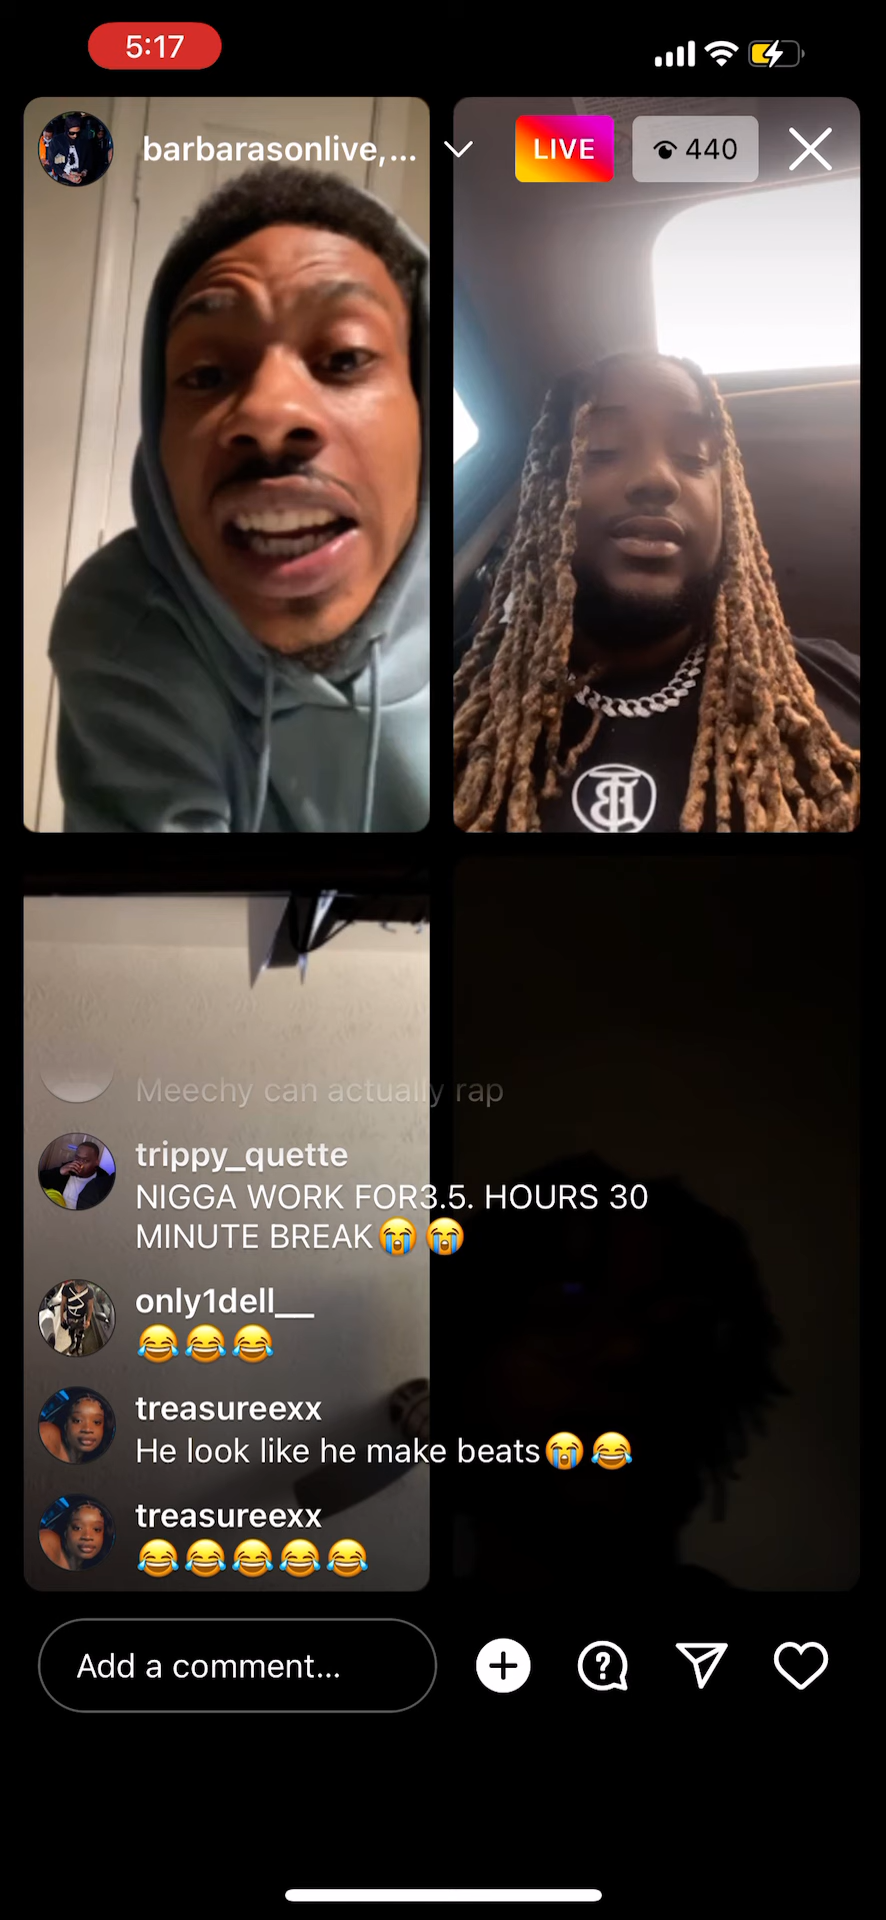 5:17
barbarasonlive,...
LIVE
440
Meechy can actually rap
trippy_quette
NIGGA WORK FOR3.5. HOURS 30
MINUTE BREAK😭😭
only1dell__
😂😂😂
treasureexx
He look like he make beats😭😂
treasureexx
😂😂😂😂😂
Add a comment...